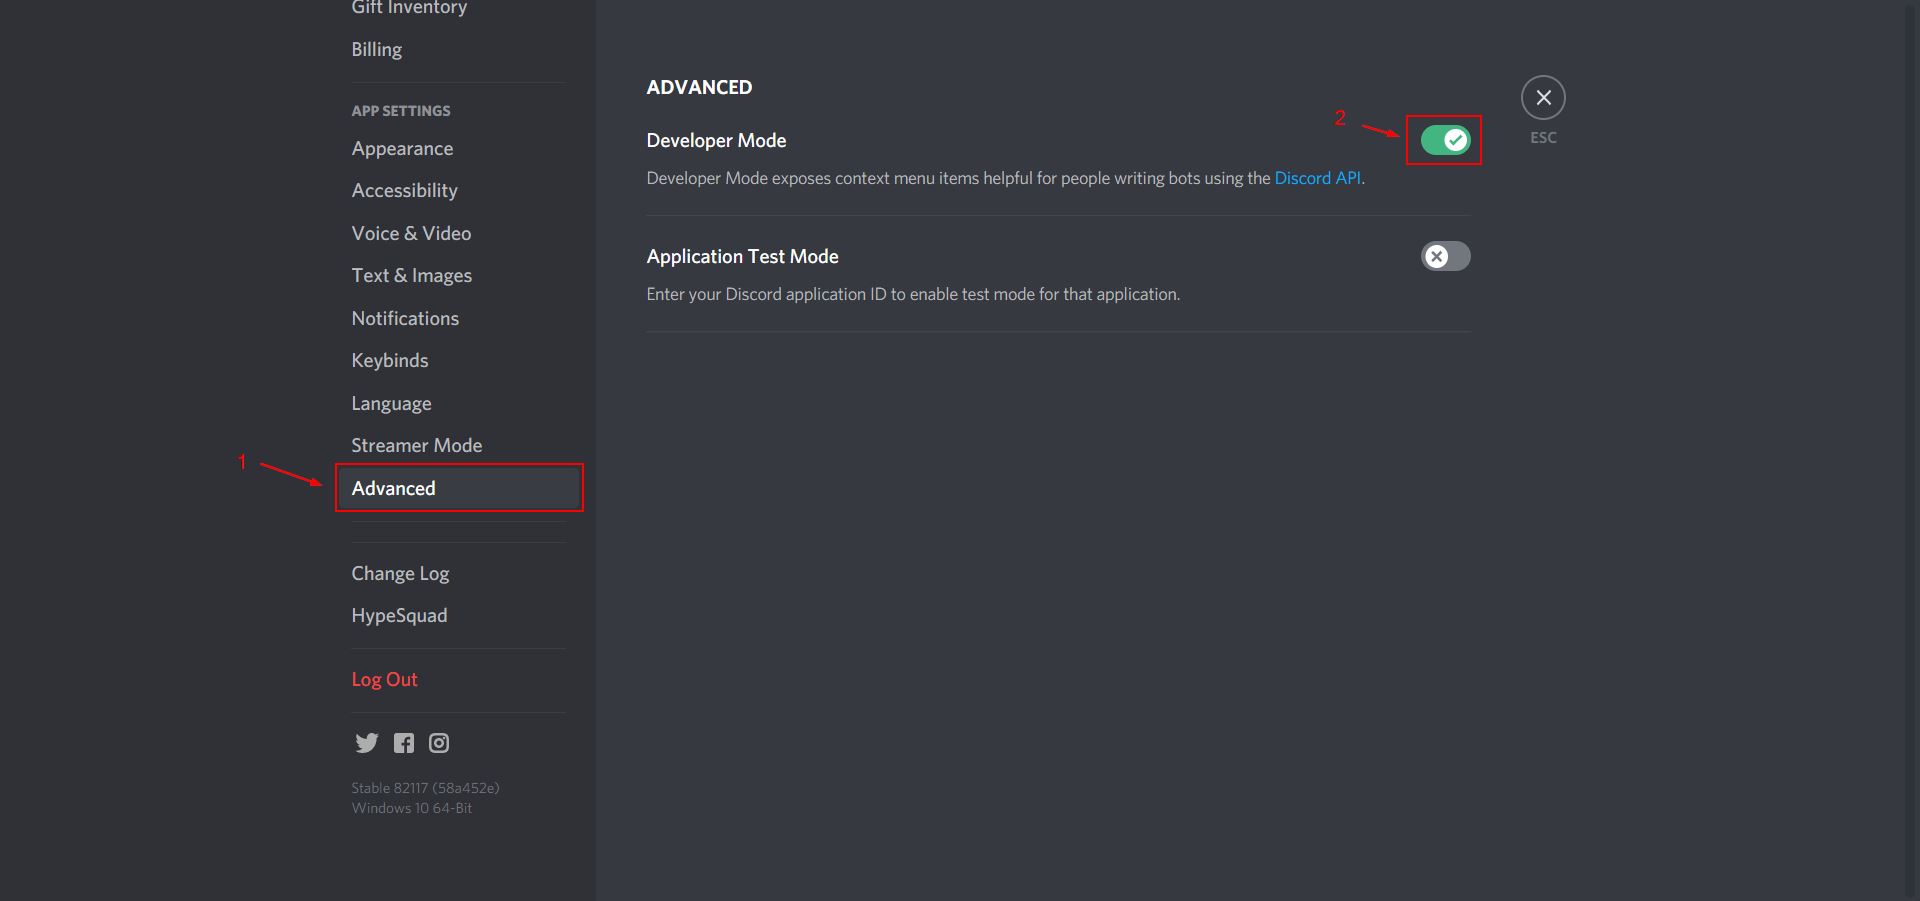 Gift Inventory
Billing
APP SETTINGS
Appearance
Accessibility
Voice & Video
Text & Images
Notifications
Keybinds
Language
Streamer Mode
1
Advanced
Change Log
HypeSquad
Log Out
Stable 82117 (58a452e)
Windows 10 64-Bit
ADVANCED
2
Developer Mode
Developer Mode exposes context menu items helpful for people writing bots using the Discord API.
Application Test Mode
Enter your Discord application ID to enable test mode for that application.
ESC